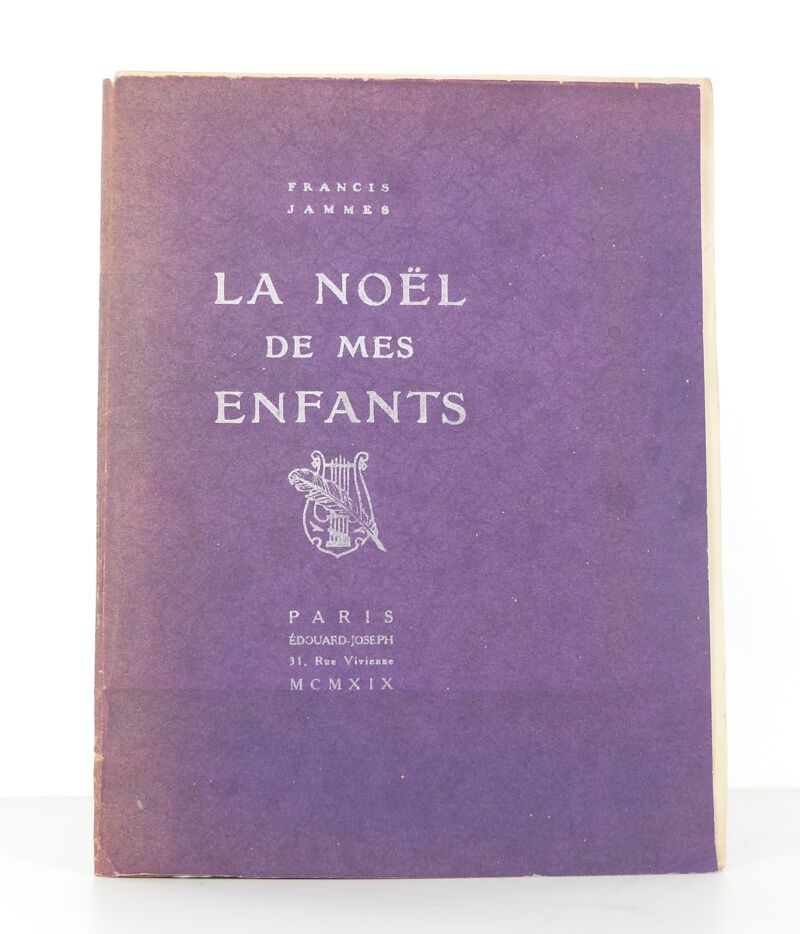 FRANCIS
JAMMES
LA NOËL
DE MES
ENFANTS
PARIS
ÉDOUARD-JOSEPH
31, Rue Vivienne
MCMXIX